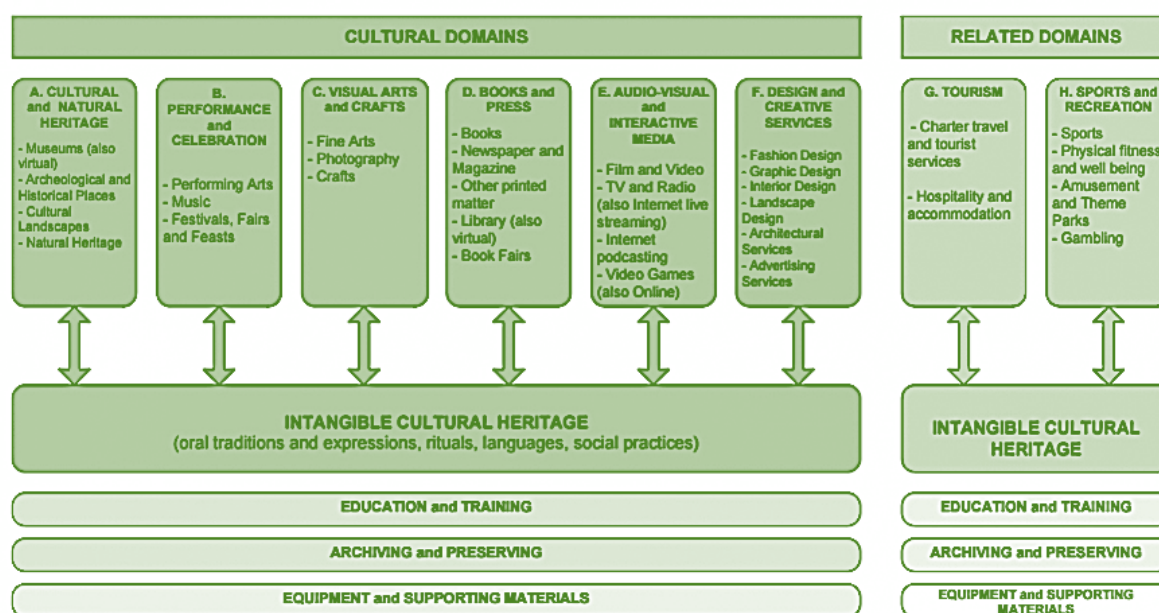 CULTURAL DOMAINS
RELATED DOMAINS
A. CULTURAL
and NATURAL
HERITAGE
- Museums (also
virtual)
- Archeological and
Historical Places
- Cultural
Landscapes
- Natural Heritage
B.
PERFORMANCE
and
CELEBRATION
- Performing Arts
- Music
- Festivals, Fairs
and Feasts
C. VISUAL ARTS
and CRAFTS
- Fine Arts
- Photography
- Crafts
D. BOOKS and
PRESS
- Books
- Newspaper and
Magazine
- Other printed
matter
- Library (also
virtual)
- Book Fairs
E. AUDIO-VISUAL
and
INTERACTIVE
MEDIA
- Film and Video
- TV and Radio
(also Internet live
streaming)
- Internet
podcasting
- Video Games
(also Online)
F. DESIGN and
CREATIVE
SERVICES
- Fashion Design
- Graphic Design
- Interior Design
- Landscape
Design
- Architectural
Services
- Advertising
Services
G. TOURISM
- Charter travel
and tourist
services
- Hospitality and
accommodation
H. SPORTS and
RECREATION
- Sports
- Physical fitness
and well being
- Amusement
and Theme
Parks
- Gambling
INTANGIBLE CULTURAL HERITAGE
(oral traditions and expressions, rituals, languages, social practices)
INTANGIBLE CULTURAL
HERITAGE
EDUCATION and TRAINING
EDUCATION and TRAINING
ARCHIVING and PRESERVING
ARCHIVING and PRESERVING
EQUIPMENT and SUPPORTING MATERIALS
EQUIPMENT and SUPPORTING
MATERIALS